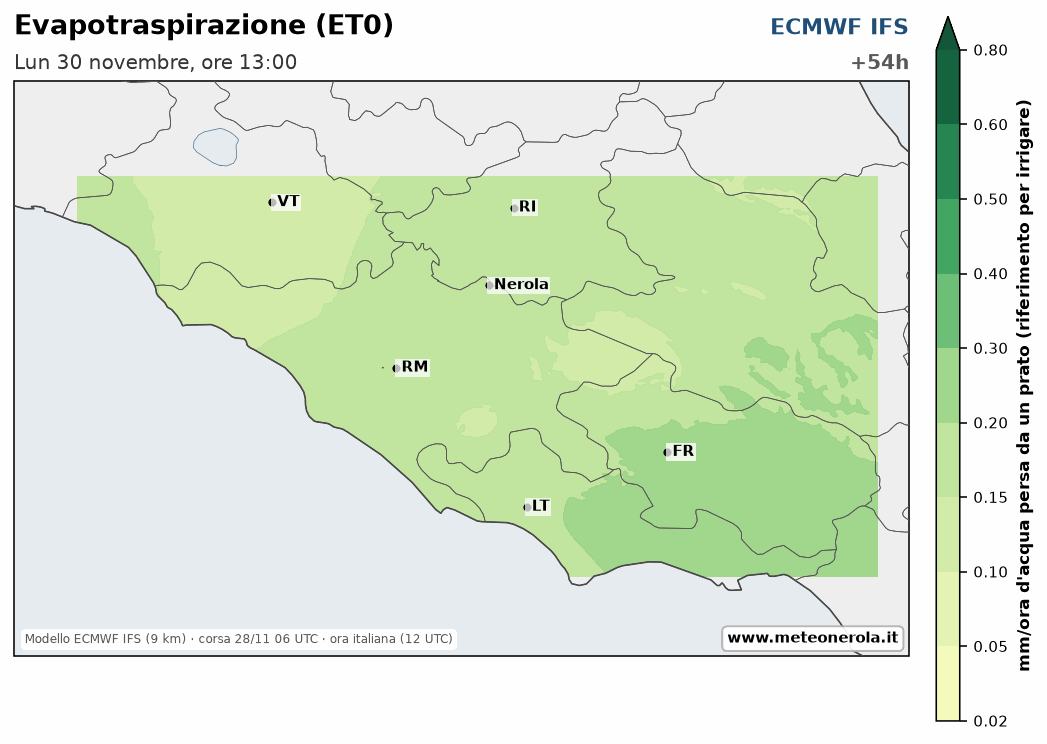 Evapotraspirazione (ET0)
ECMWF IFS
Lun 30 novembre, ore 13:00
+54h
VT
RI
Nerola
RM
FR
LT
Modello ECMWF IFS (9 km) · corsa 28/11 06 UTC · ora italiana (12 UTC)
www.meteonerola.it
0.80
0.60
0.50
0.40
0.30
0.20
0.15
0.10
0.05
0.02
mm/ora d'acqua persa da un prato (riferimento per irrigare)